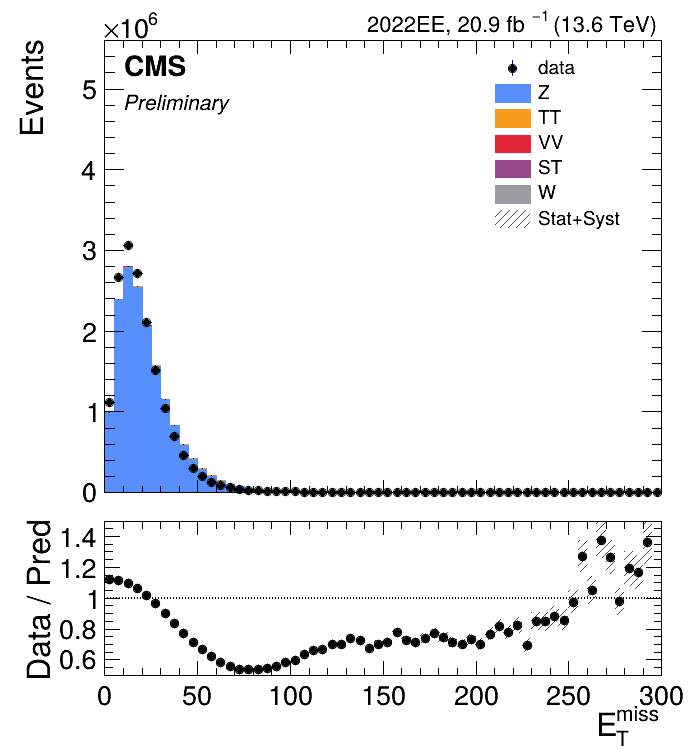 ×10⁶
2022EE, 20.9 fb ⁻¹ (13.6 TeV)
CMS
Preliminary
Events
data
Z
TT
VV
ST
W
Stat+Syst
5
4
3
2
1
0
Data / Pred
1.4
1.2
1
0.8
0.6
0 50 100 150 200 250 300
E_T^miss